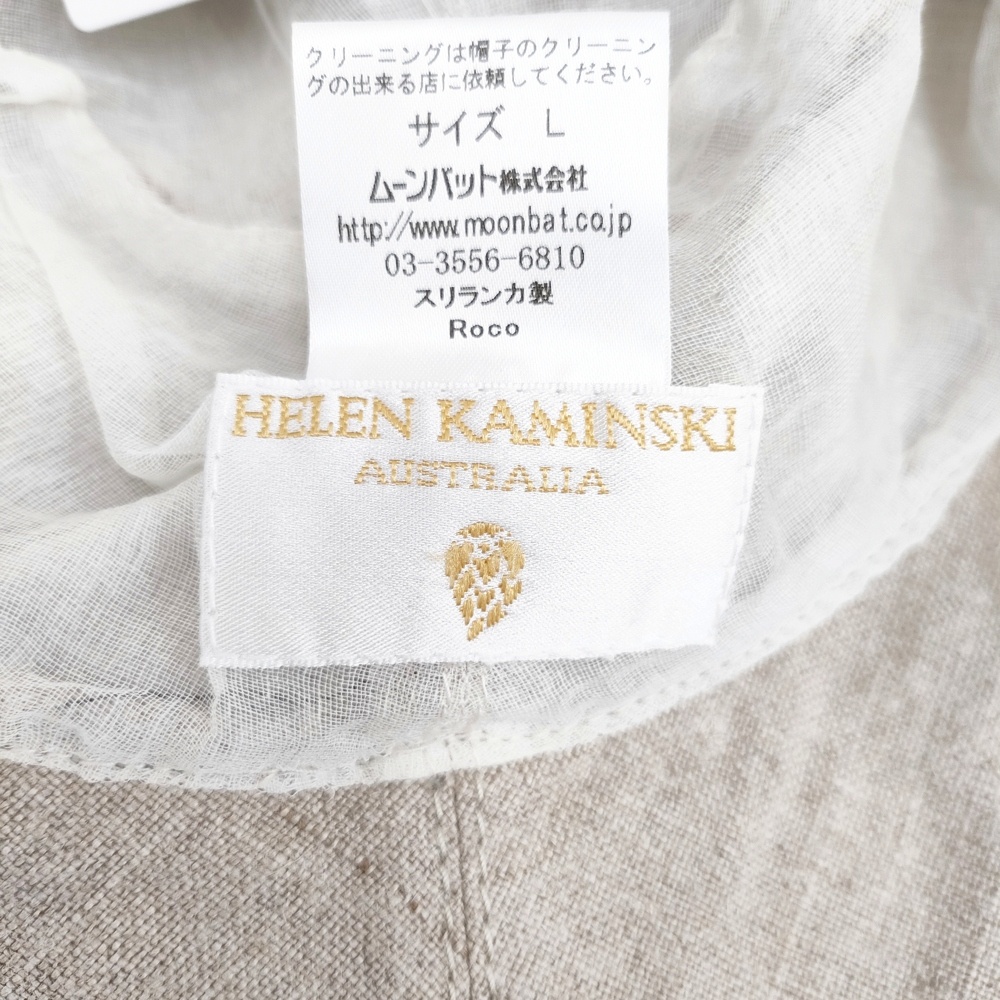 クリーニングは帽子のクリーニン
グの出来る店に依頼してください。
サイズ L
ムーンバット株式会社
http://www.moonbat.co.jp
03-3556-6810
スリランカ製
Roco
HELEN KAMINSKI
AUSTRALIA